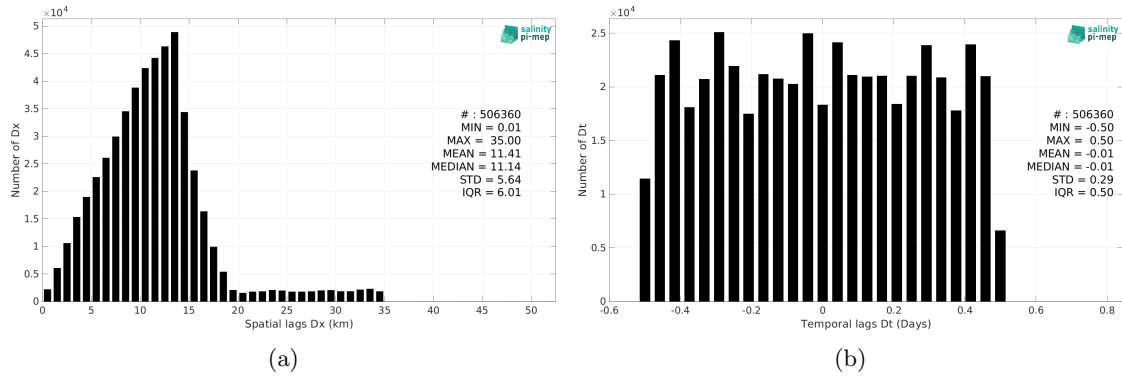 ×10⁴
5
4.5
4
3.5
3
2.5
2
1.5
1
0.5
0
Number of Dx
0 5 10 15 20 25 30 35 40 45 50
Spatial lags Dx (km)
salinity
pi-mep
# : 506360
MIN = 0.01
MAX = 35.00
MEAN = 11.41
MEDIAN = 11.14
STD = 5.64
IQR = 6.01
(a)
×10⁴
2.5
2
1.5
1
0.5
0
Number of Dt
-0.6 -0.4 -0.2 0 0.2 0.4 0.6 0.8
Temporal lags Dt (Days)
salinity
pi-mep
# : 506360
MIN = -0.50
MAX = 0.50
MEAN = -0.01
MEDIAN = -0.01
STD = 0.29
IQR = 0.50
(b)